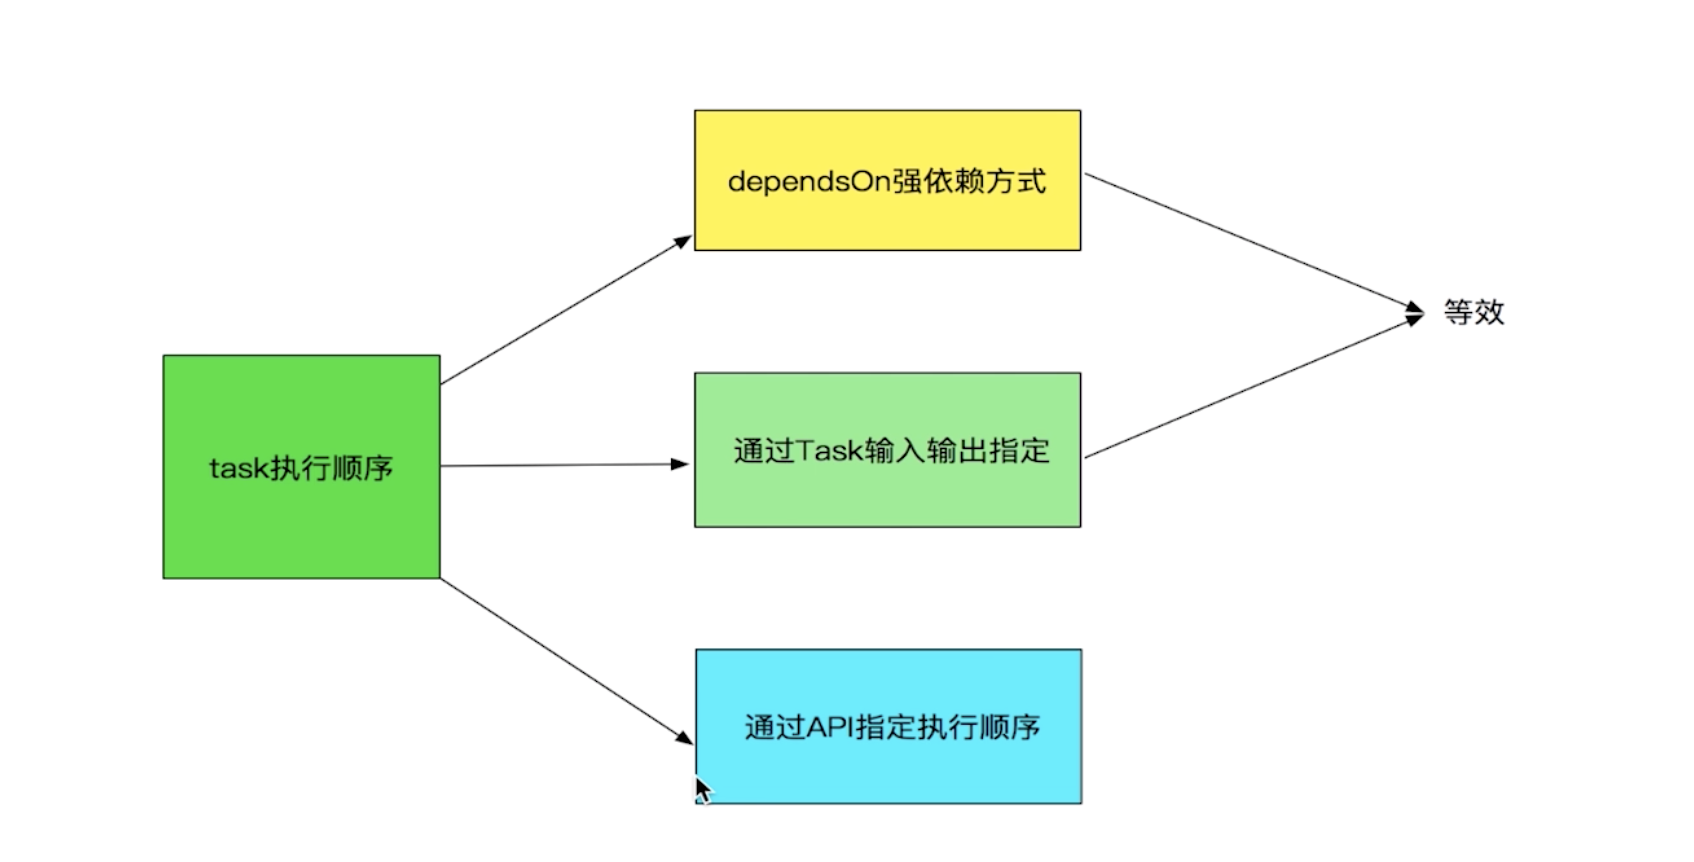 dependsOn强依赖方式
等效
task执行顺序
通过Task输入输出指定
通过API指定执行顺序